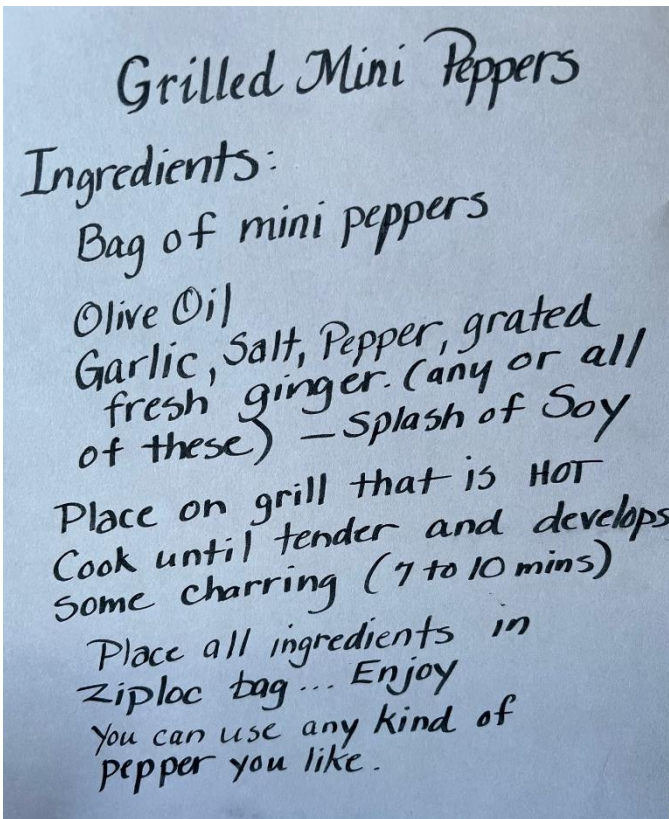 Grilled Mini Peppers
Ingredients:
Bag of mini peppers
Olive Oil
Garlic, Salt, Pepper, grated
fresh ginger. (any or all
of these) - Splash of Soy
Place on grill that is HOT
Cook until tender and develops
some charring (7 to 10 mins)
Place all ingredients in
Ziploc bag... Enjoy
You can use any kind of
pepper you like.